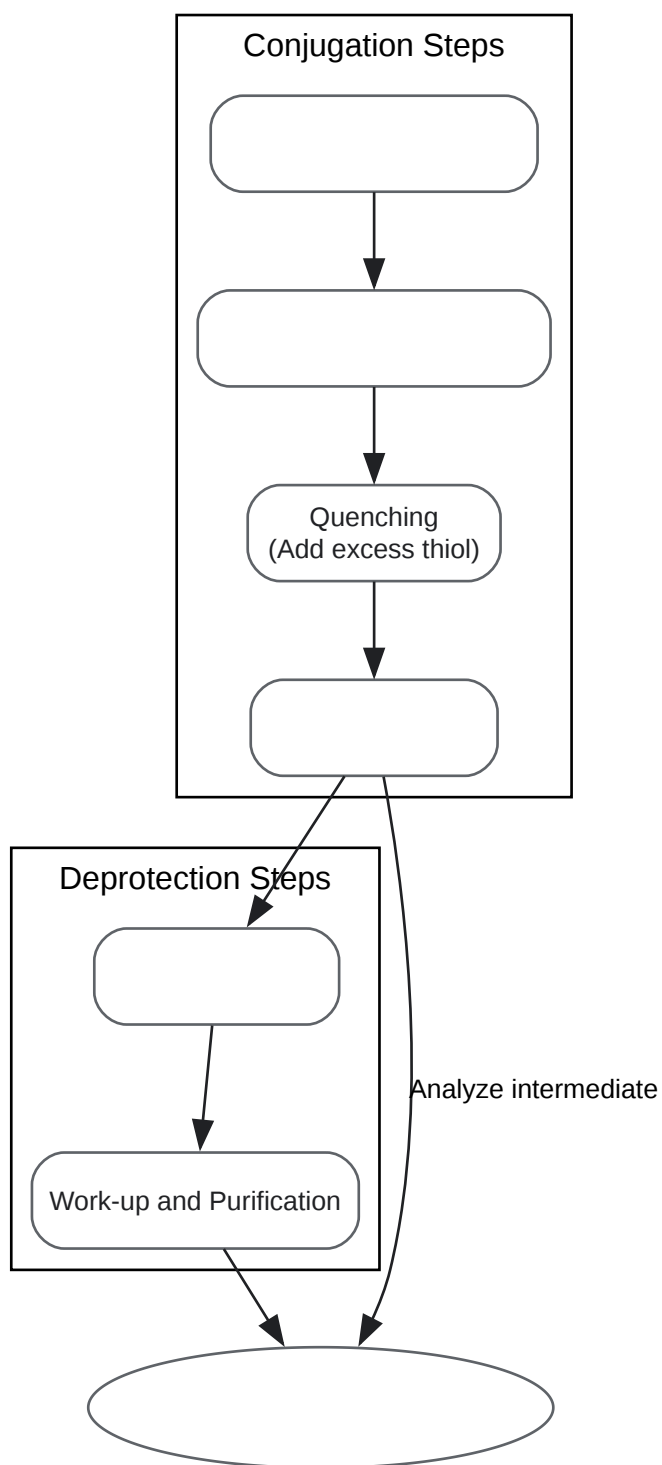 Conjugation Steps
Quenching
(Add excess thiol)
Deprotection Steps
Analyze intermediate
Work-up and Purification